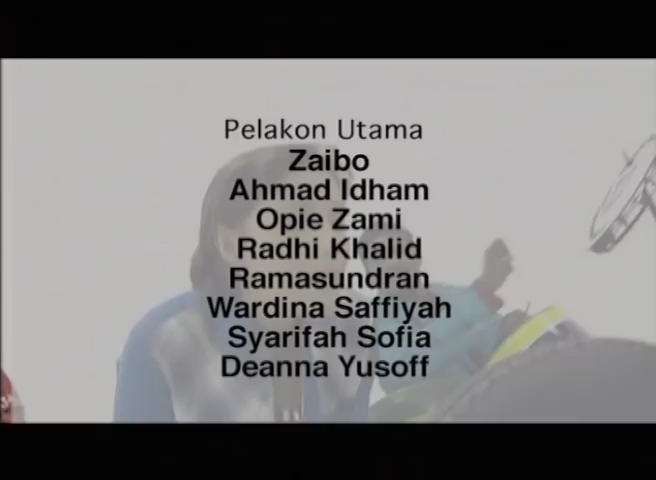 Pelakon Utama
Zaibo
Ahmad Idham
Opie Zami
Radhi Khalid
Ramasundran
Wardina Saffiyah
Syarifah Sofia
Deanna Yusoff